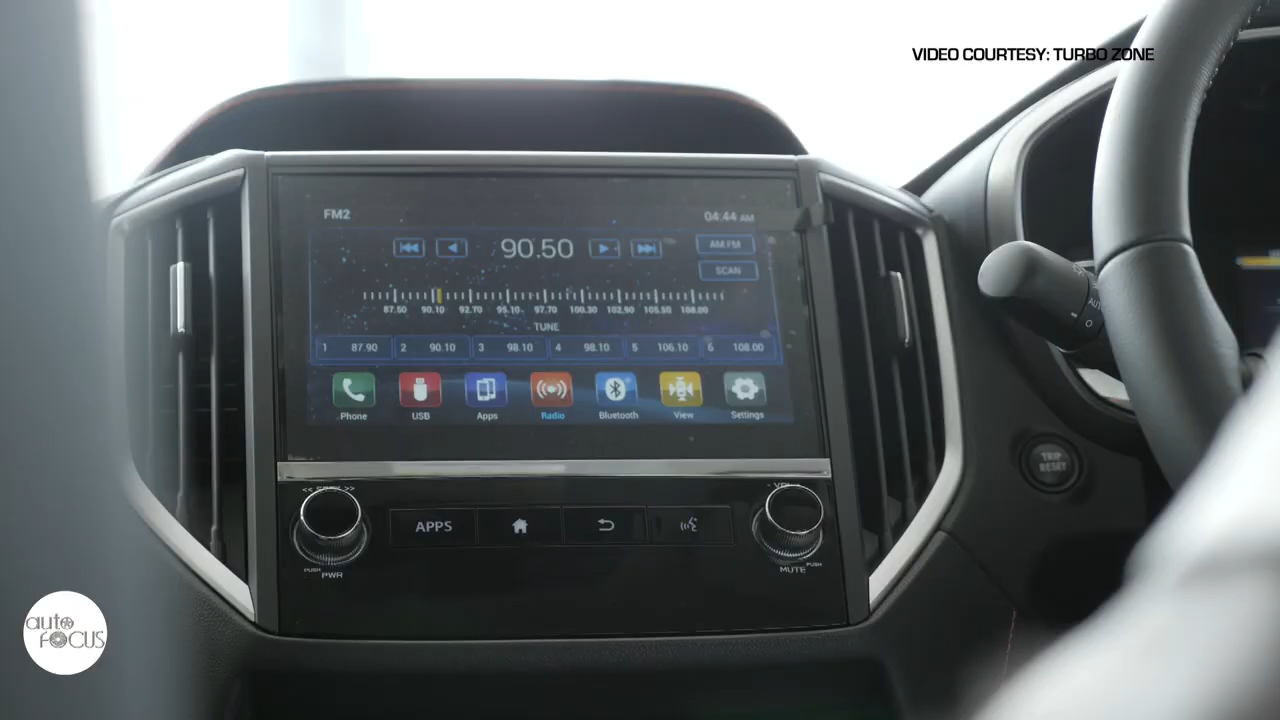 VIDEO COURTESY: TURBO ZONE
FM2
04:44 AM
90.50
AM FM
SCAN
87.50 90.10 92.70 95.10 97.70 100.30 102.90 105.50 108.00
TUNE
1 87.90 2 90.10 3 98.10 4 98.10 5 106.10 6 108.00
Phone USB Apps Radio Bluetooth View Settings
APPS
PUSH PWR
MUTE PUSH
TRIP RESET
AUT
auto FOCUS